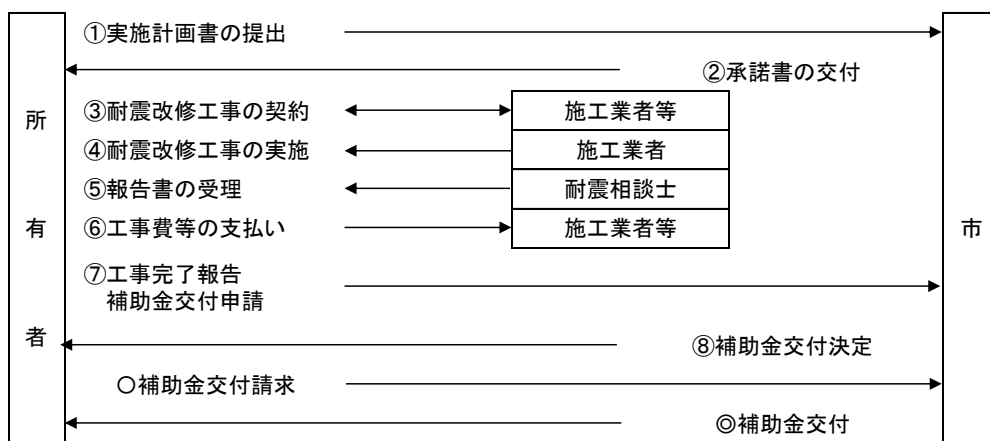 ①実施計画書の提出
②承諾書の交付
③耐震改修工事の契約
施工業者等
④耐震改修工事の実施
施工業者
⑤報告書の受理
耐震相談士
⑥工事費等の支払い
施工業者等
⑦工事完了報告
補助金交付申請
⑧補助金交付決定
〇補助金交付請求
◎補助金交付
所有者
市